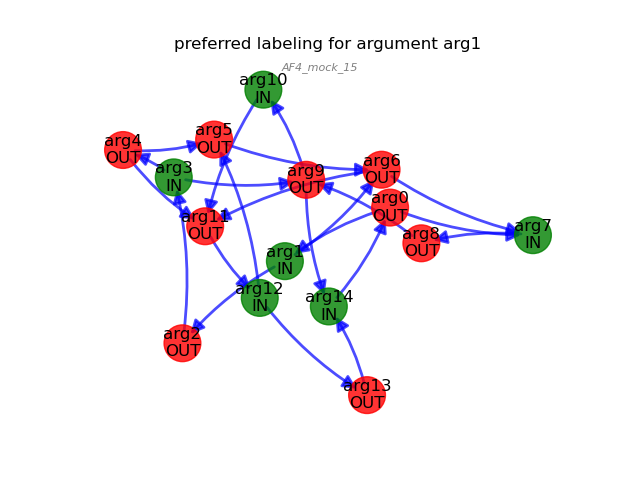 preferred labeling for argument arg1
AF4_mock_15
arg10
IN
arg5
OUT
arg4
OUT
arg3
IN
arg9
OUT
arg6
OUT
arg0
OUT
arg11
OUT
arg8
OUT
arg7
IN
arg1
IN
arg12
IN
arg14
IN
arg2
OUT
arg13
OUT